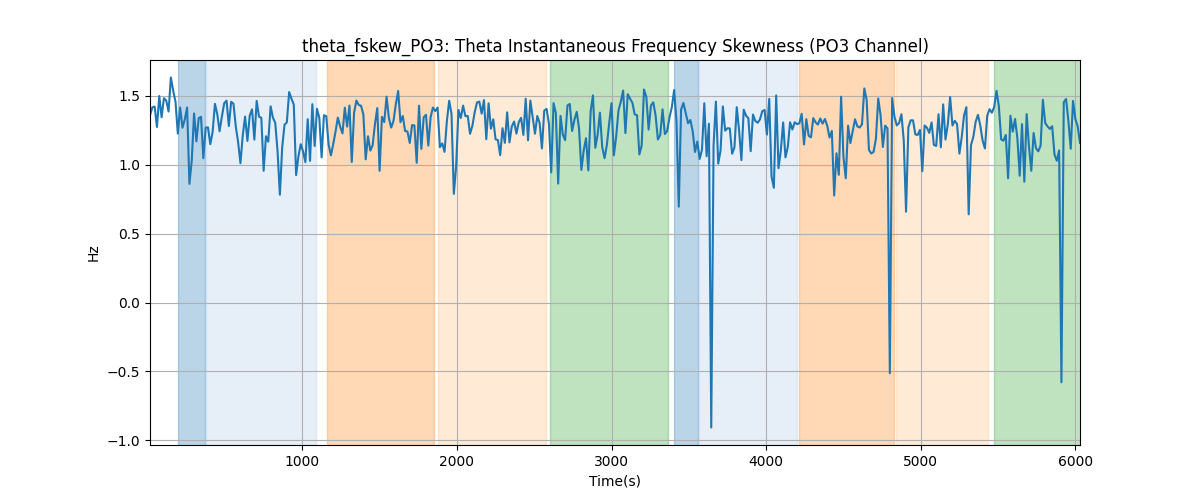 theta_fskew_PO3: Theta Instantaneous Frequency Skewness (PO3 Channel)
1.5
1.0
0.5
0.0
−0.5
−1.0
Hz
1000 2000 3000 4000 5000 6000
Time(s)